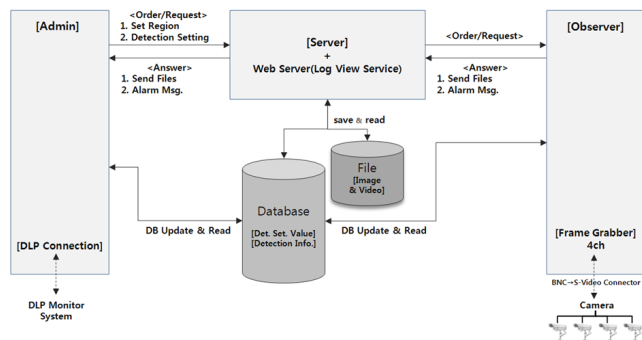 [Admin]
<Order/Request>
1. Set Region
2. Detection Setting
<Answer>
1. Send Files
2. Alarm Msg.
[Server]
+
Web Server(Log View Service)
<Order/Request>
<Answer>
1. Send Files
2. Alarm Msg.
[Observer]
save & read
File
[Image
& Video]
Database
[Det. Set. Value]
[Detection Info.]
DB Update & Read
DB Update & Read
[DLP Connection]
DLP Monitor
System
[Frame Grabber]
4ch
BNC→S-Video Connector
Camera